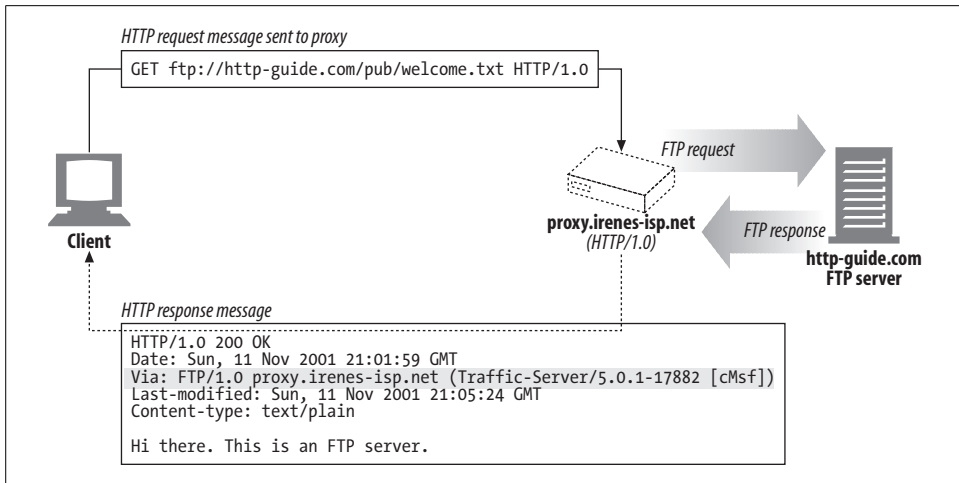 HTTP request message sent to proxy
GET ftp://http-guide.com/pub/welcome.txt HTTP/1.0
FTP request
proxy.irenes-isp.net
(HTTP/1.0)
Client
FTP response
http-guide.com
FTP server
HTTP response message
HTTP/1.0 200 OK
Date: Sun, 11 Nov 2001 21:01:59 GMT
Via: FTP/1.0 proxy.irenes-isp.net (Traffic-Server/5.0.1-17882 [cMsf])
Last-modified: Sun, 11 Nov 2001 21:05:24 GMT
Content-type: text/plain
Hi there. This is an FTP server.